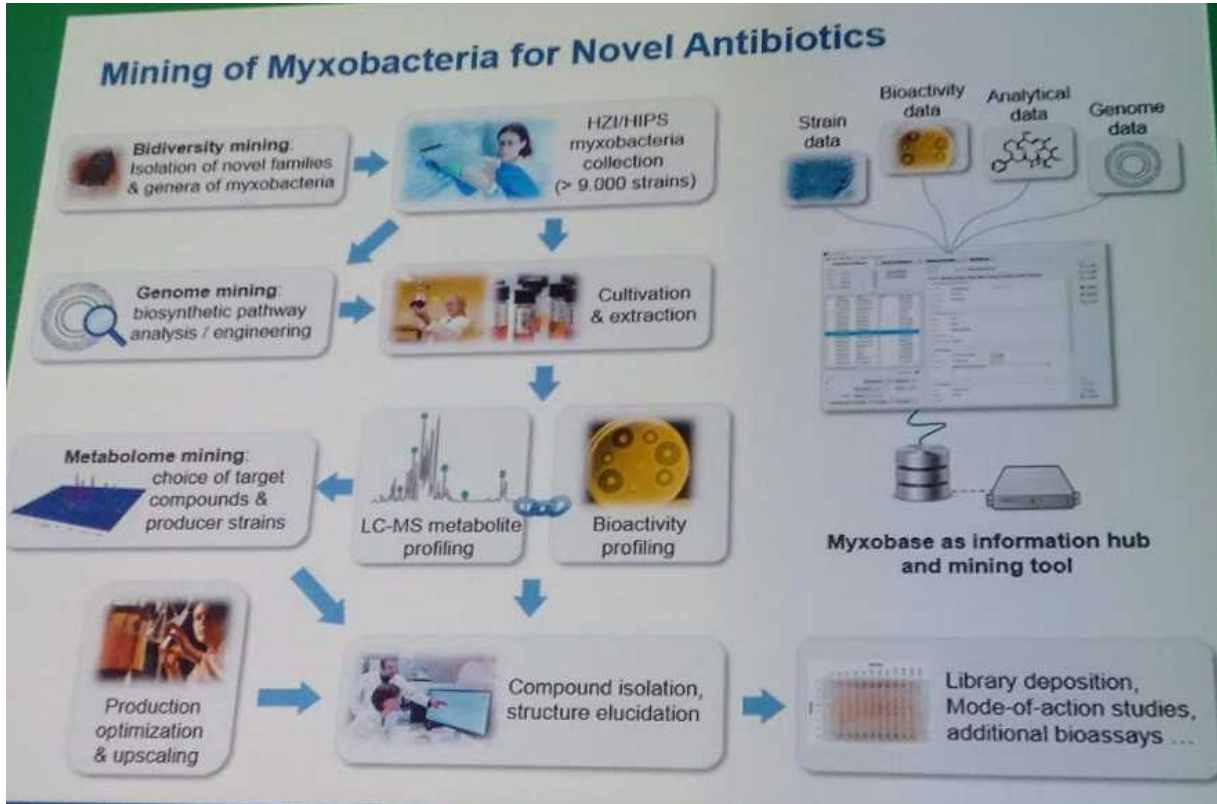 Mining of Myxobacteria for Novel Antibiotics
Bidiversity mining:
Isolation of novel families
& genera of myxobacteria
HZI/HIPS
myxobacteria
collection
(> 9.000 strains)
Genome mining:
biosynthetic pathway
analysis / engineering
Cultivation
& extraction
Metabolome mining:
choice of target
compounds &
producer strains
LC-MS metabolite
profiling
Bioactivity
profiling
Production
optimization
& upscaling
Compound isolation,
structure elucidation
Library deposition,
Mode-of-action studies,
additional bioassays ...
Strain
data
Bioactivity
data
Analytical
data
Genome
data
Myxobase as information hub
and mining tool